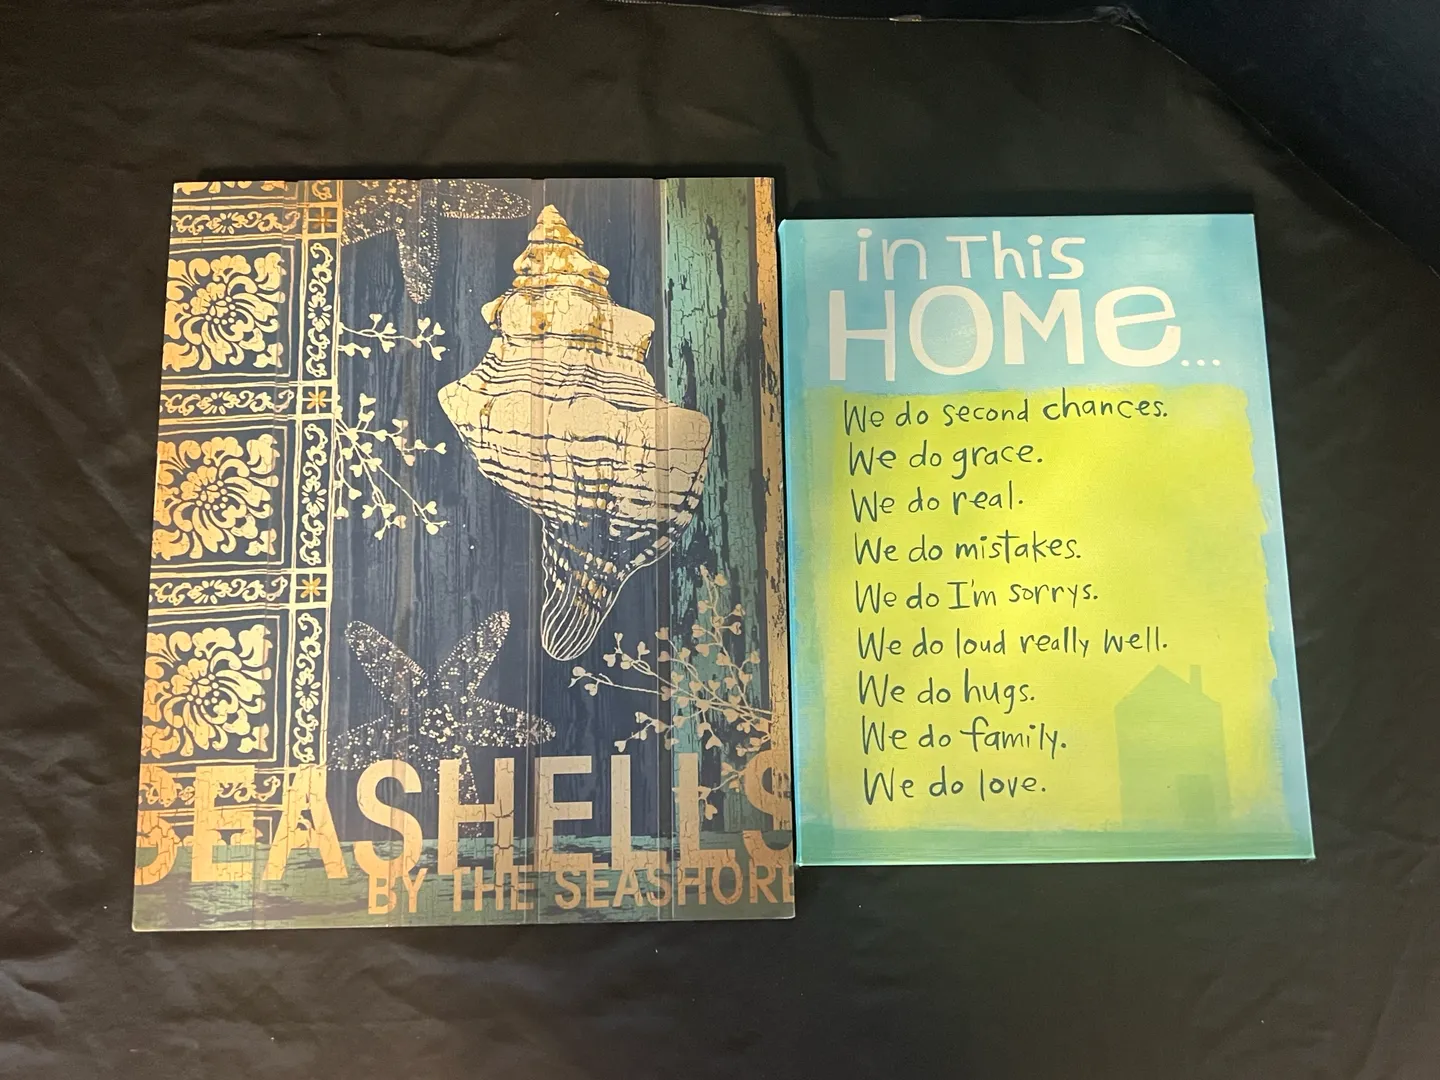 SEASHELLS
BY THE SEASHORE
in This
HOMe...
We do second chances.
We do grace.
We do real.
We do mistakes.
We do I'm sorrys.
We do loud really well.
We do hugs.
We do family.
We do love.